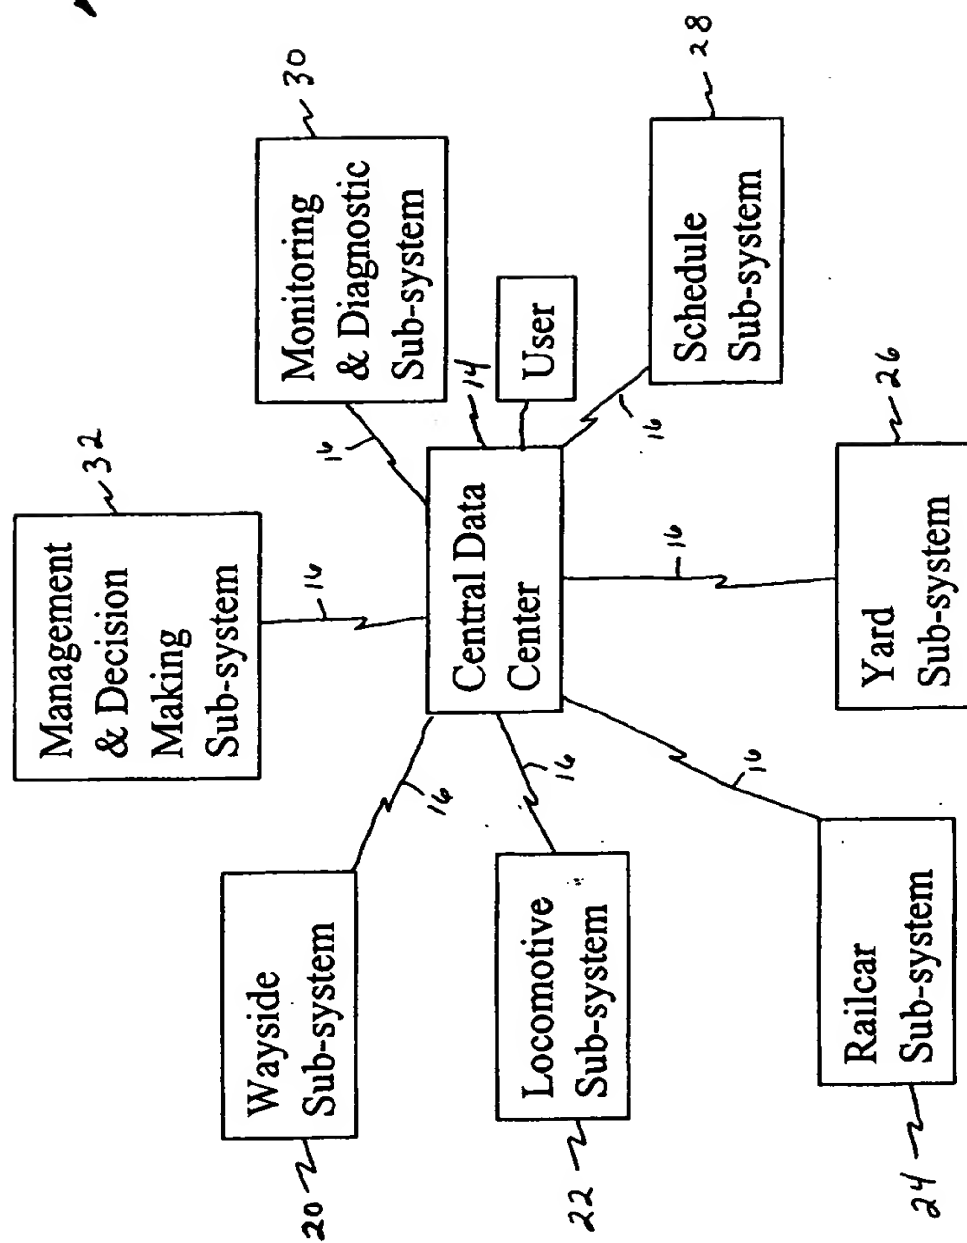 Management
& Decision
Making
Sub-system
32
16
Monitoring
& Diagnostic
Sub-system
30
16
Wayside
Sub-system
20
16
Central Data
Center
14
User
Locomotive
Sub-system
22
16
Schedule
Sub-system
28
16
Railcar
Sub-system
24
16
Yard
Sub-system
26
16